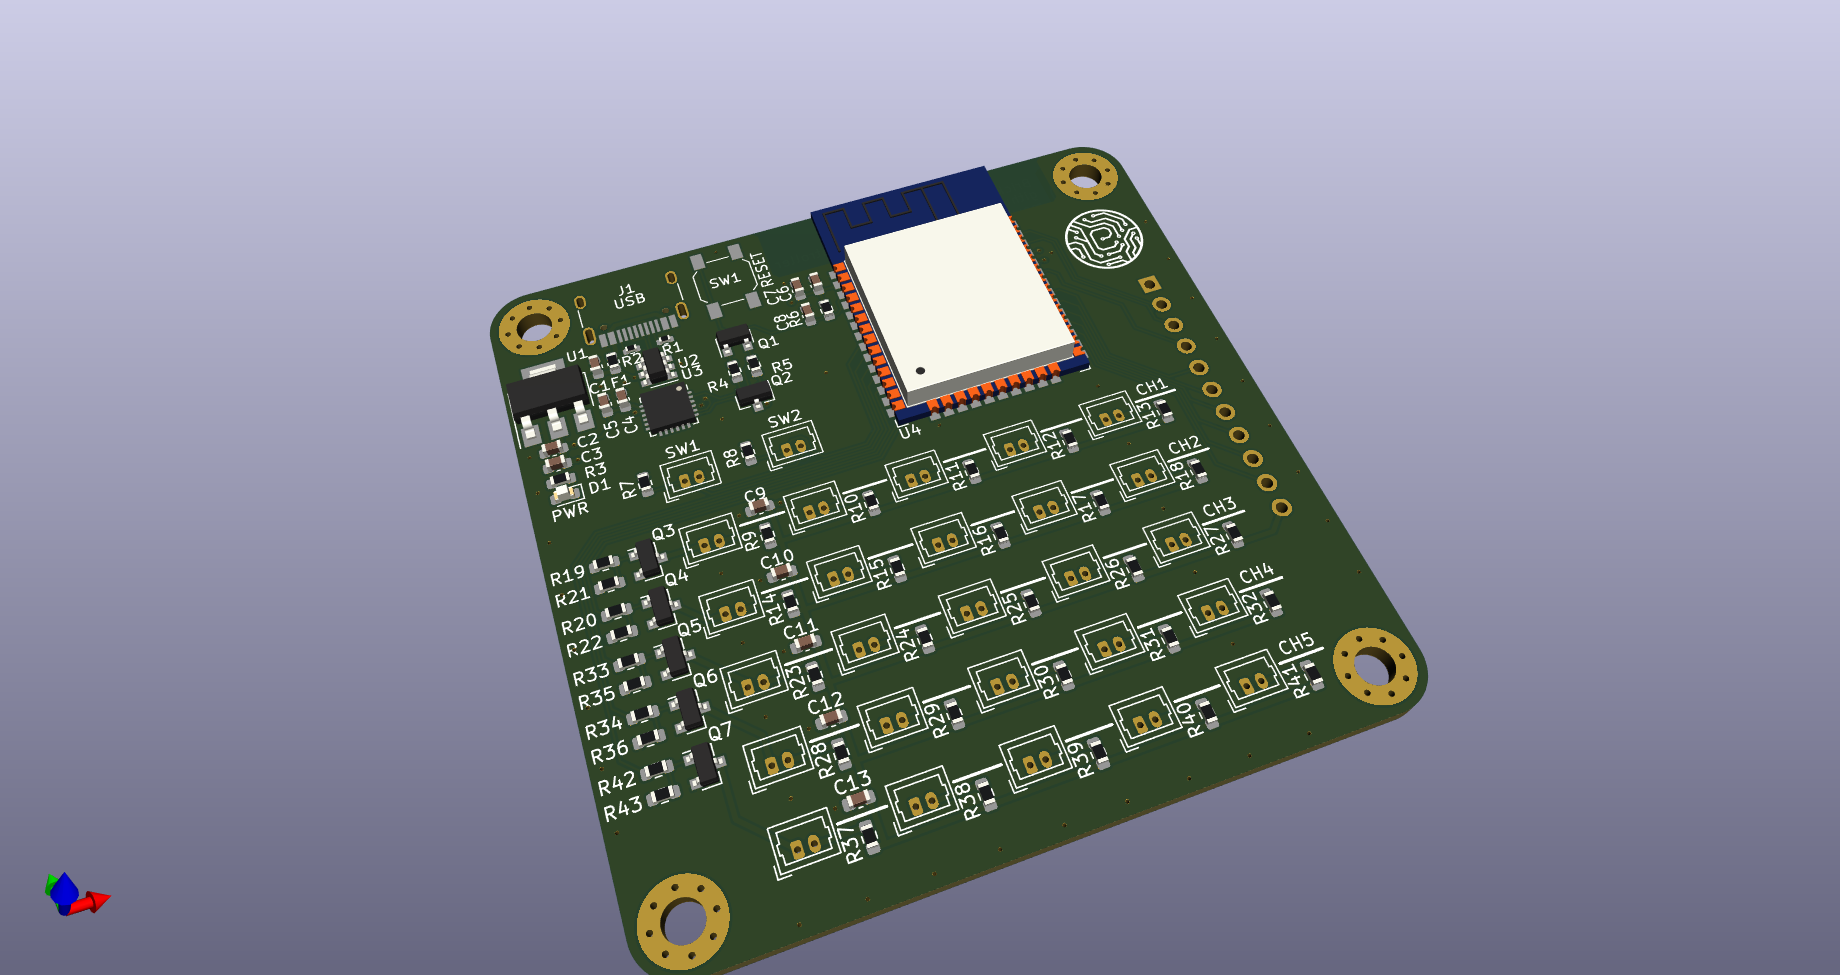 J1
USB
SW1
RESET
C7
C6
C8
R6
Q1
U1
R2
R1
U2
U3
R4
R5
Q2
C1
F1
C5
C4
C2
C3
R3
D1
PWR
SW1
SW2
R7
R8
U4
CH1
R13
R12
R11
R10
C9
R9
CH2
R18
R17
R16
R15
C10
R14
CH3
R27
R26
R25
R24
C11
R23
CH4
R32
R31
R30
R29
C12
R28
CH5
R41
R40
R39
R38
C13
R37
Q3
R19
R21
Q4
R20
R22
Q5
R33
R35
Q6
R34
R36
Q7
R42
R43